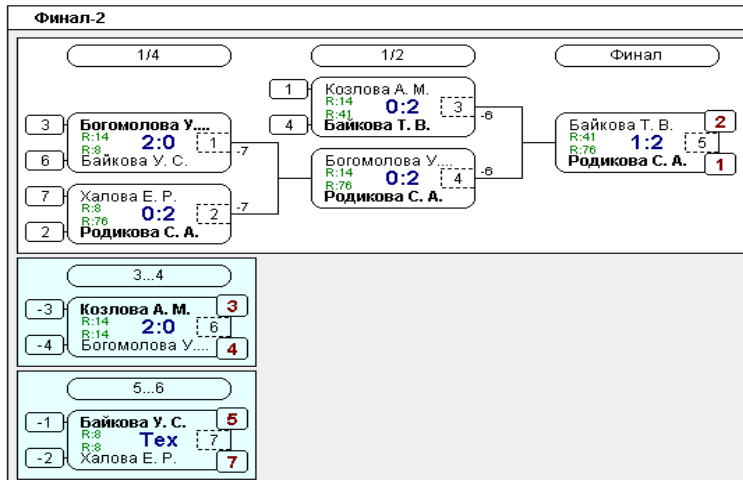 Финал-2
1/4
1/2
Финал
3
Богомолова У....
R:14
R:8
2:0
1
-7
6
Байкова У. С.
7
Халова Е. Р.
R:8
R:76
0:2
2
-7
2
Родикова С. А.
1
Козлова А. М.
R:14
R:41
0:2
3
-6
4
Байкова Т. В.
Богомолова У....
R:14
R:76
0:2
4
-6
Родикова С. А.
Байкова Т. В.
2
R:41
R:76
1:2
5
Родикова С. А.
1
3...4
-3
Козлова А. М.
3
R:14
R:14
2:0
6
-4
Богомолова У....
4
5...6
-1
Байкова У. С.
5
R:8
R:8
Тех
7
-2
Халова Е. Р.
7